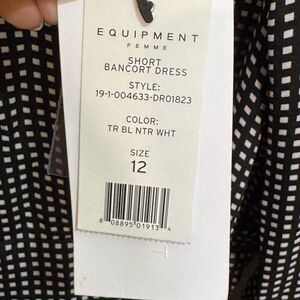 EQUIPMENT
FEMME
SHORT
BANCORT DRESS
STYLE:
19-1-004633-DR01823
COLOR:
TR BL NTR WHT
SIZE
12
8 08895 01913 4